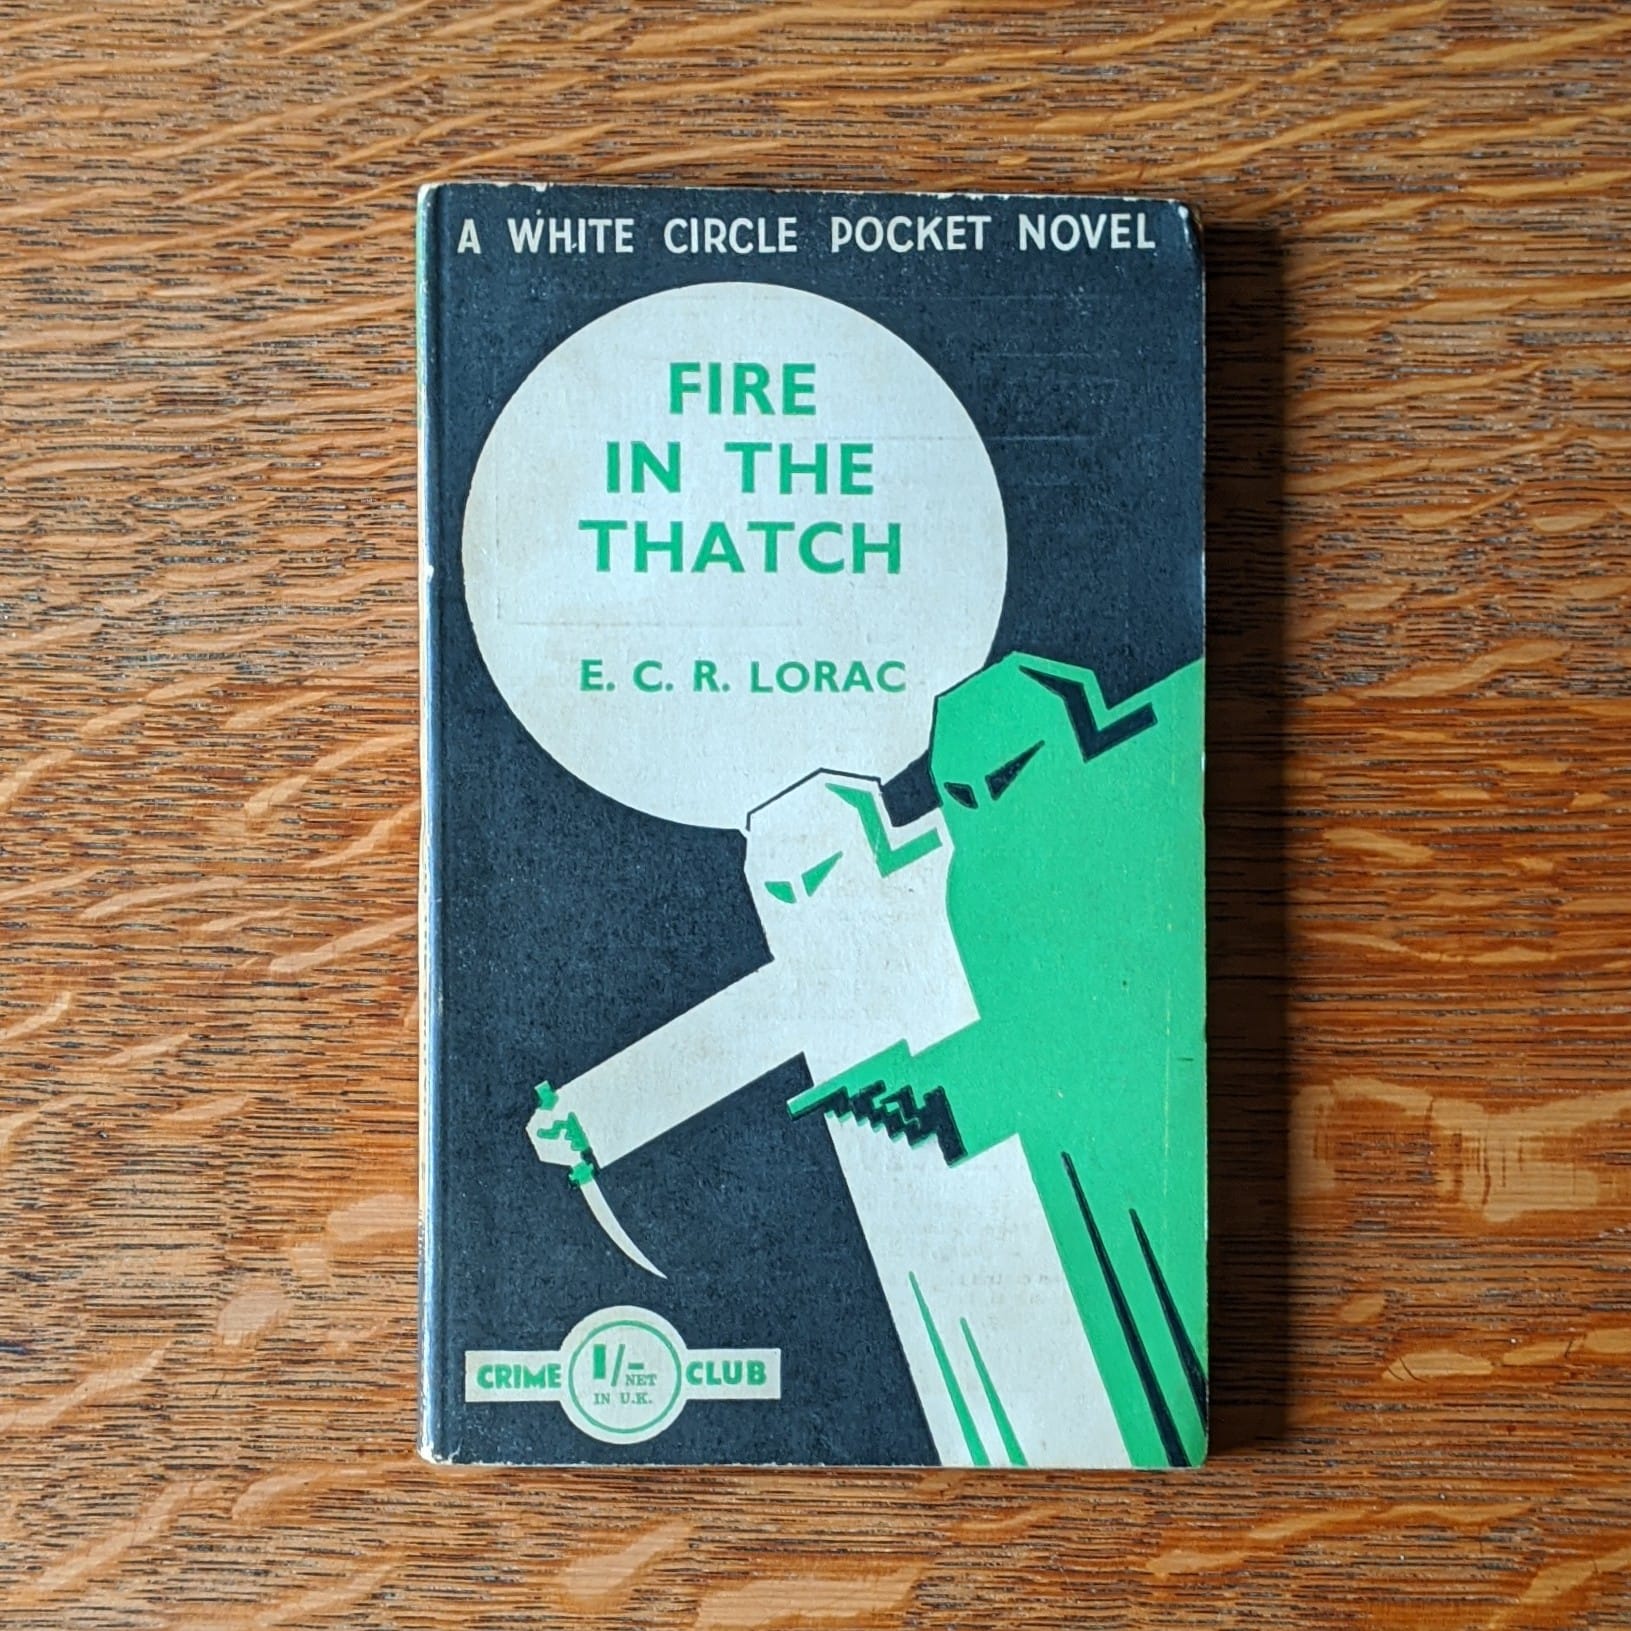 A WHITE CIRCLE POCKET NOVEL
FIRE
IN THE
THATCH
E. C. R. LORAC
CRIME 1/- NET IN U.K. CLUB